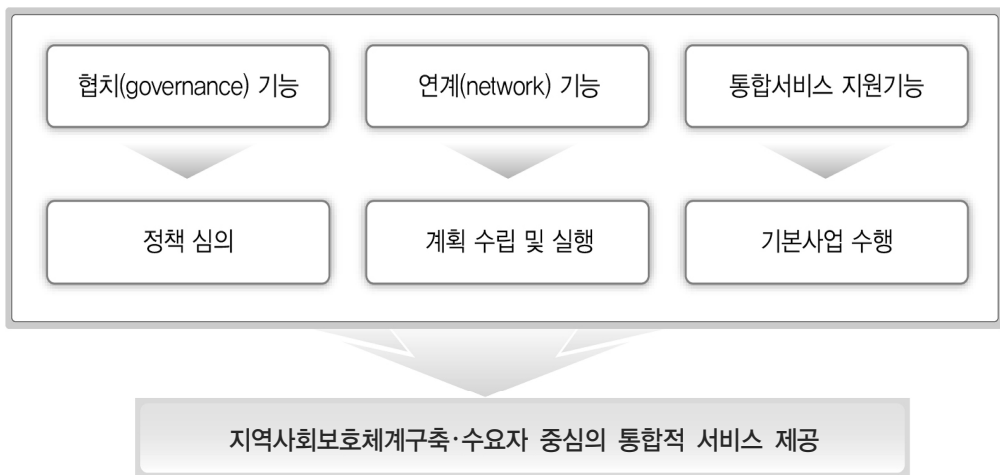 협치(governance) 기능
연계(network) 기능
통합서비스 지원기능
정책 심의
계획 수립 및 실행
기본사업 수행
지역사회보호체계구축·수요자 중심의 통합적 서비스 제공